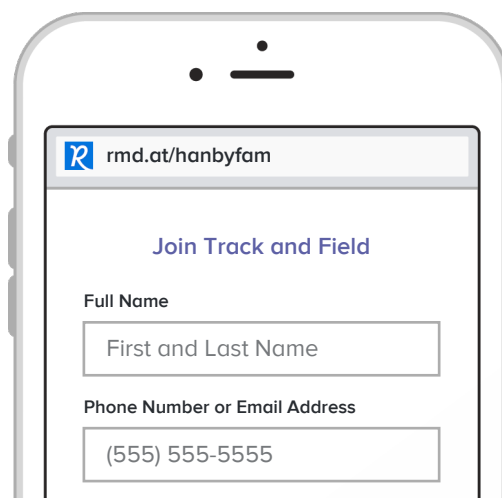 rmd.at/hanbyfam
Join Track and Field
Full Name
First and Last Name
Phone Number or Email Address
(555) 555-5555